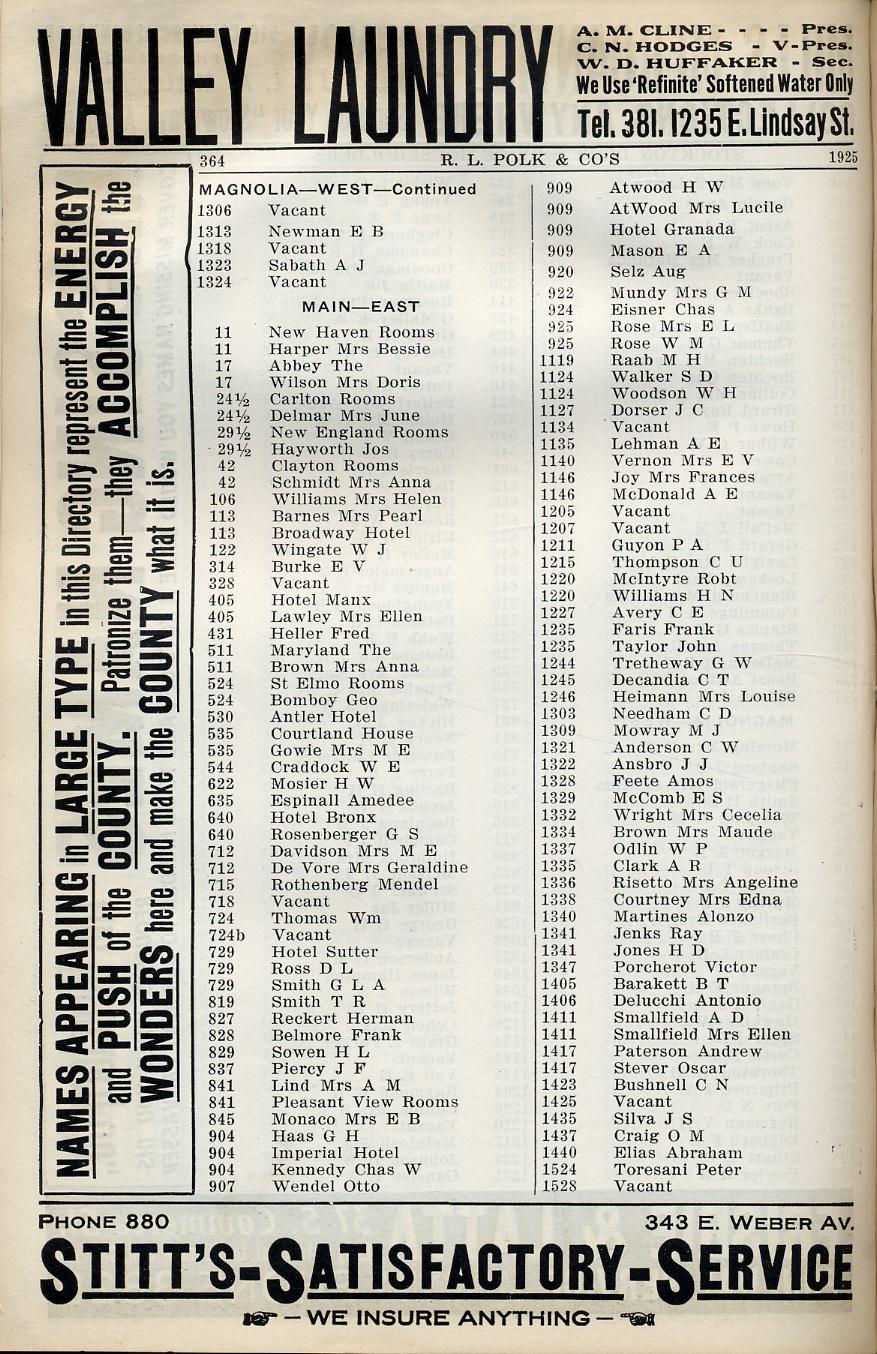 VALLEY LAUNDRY
A. M. CLINE - - - - Pres.
C. N. HODGES - V-Pres.
W. D. HUFFAKER - Sec.
We Use 'Refinite' Softened Water Only
Tel. 381. 1235 E. Lindsay St.
364 R. L. POLK & CO'S 1925
NAMES APPEARING in LARGE TYPE in this Directory represent the ENERGY
and PUSH of the COUNTY. Patronize them—they ACCOMPLISH the
WONDERS here and make the COUNTY what it is.
MAGNOLIA—WEST—Continued
1306 Vacant
1313 Newman E B
1318 Vacant
1323 Sabath A J
1324 Vacant
MAIN—EAST
11 New Haven Rooms
11 Harper Mrs Bessie
17 Abbey The
17 Wilson Mrs Doris
24½ Carlton Rooms
24½ Delmar Mrs June
29½ New England Rooms
29½ Hayworth Jos
42 Clayton Rooms
42 Schmidt Mrs Anna
106 Williams Mrs Helen
113 Barnes Mrs Pearl
113 Broadway Hotel
122 Wingate W J
314 Burke E V
328 Vacant
405 Hotel Manx
405 Lawley Mrs Ellen
431 Heller Fred
511 Maryland The
511 Brown Mrs Anna
524 St Elmo Rooms
524 Bomboy Geo
530 Antler Hotel
535 Courtland House
535 Gowie Mrs M E
544 Craddock W E
622 Mosier H W
635 Espinall Amedee
640 Hotel Bronx
640 Rosenberger G S
712 Davidson Mrs M E
712 De Vore Mrs Geraldine
715 Rothenberg Mendel
718 Vacant
724 Thomas Wm
724b Vacant
729 Hotel Sutter
729 Ross D L
729 Smith G L A
819 Smith T R
827 Reckert Herman
828 Belmore Frank
829 Sowen H L
837 Piercy J F
841 Lind Mrs A M
841 Pleasant View Rooms
845 Monaco Mrs E B
904 Haas G H
904 Imperial Hotel
904 Kennedy Chas W
907 Wendel Otto
909 Atwood H W
909 AtWood Mrs Lucile
909 Hotel Granada
909 Mason E A
920 Selz Aug
922 Mundy Mrs G M
924 Eisner Chas
925 Rose Mrs E L
925 Rose W M
1119 Raab M H
1124 Walker S D
1124 Woodson W H
1127 Dorser J C
1134 Vacant
1135 Lehman A E
1140 Vernon Mrs E V
1146 Joy Mrs Frances
1146 McDonald A E
1205 Vacant
1207 Vacant
1211 Guyon P A
1215 Thompson C U
1220 McIntyre Robt
1220 Williams H N
1227 Avery C E
1235 Faris Frank
1235 Taylor John
1244 Tretheway G W
1245 Decandia C T
1246 Heimann Mrs Louise
1303 Needham C D
1309 Mowray M J
1321 Anderson C W
1322 Ansbro J J
1328 Feete Amos
1329 McComb E S
1332 Wright Mrs Cecelia
1334 Brown Mrs Maude
1337 Odlin W P
1335 Clark A R
1336 Risetto Mrs Angeline
1338 Courtney Mrs Edna
1340 Martines Alonzo
1341 Jenks Ray
1341 Jones H D
1347 Porcherot Victor
1405 Barakett B T
1406 Delucchi Antonio
1411 Smallfield A D
1411 Smallfield Mrs Ellen
1417 Paterson Andrew
1417 Stever Oscar
1423 Bushnell C N
1425 Vacant
1435 Silva J S
1437 Craig O M
1440 Elias Abraham
1524 Toresani Peter
1528 Vacant
PHONE 880 343 E. WEBER AV.
STITT'S-SATISFACTORY-SERVICE
— WE INSURE ANYTHING —